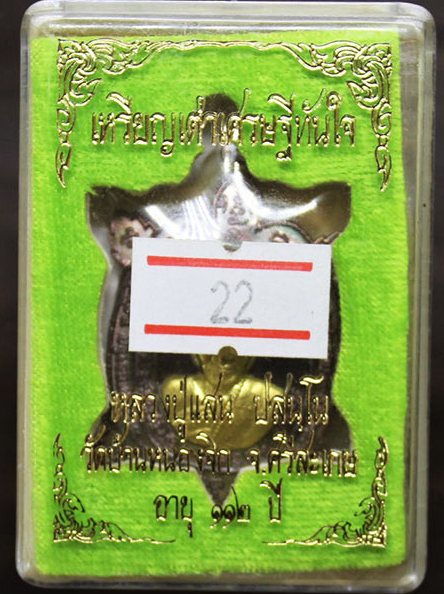 เหรียญเต่าเศรษฐีทันใจ
22
หลวงปู่แสน ปสนฺโน
วัดบ้านหนองจิก จ.ศรีสะเกษ
อายุ ๑๑๒ ปี